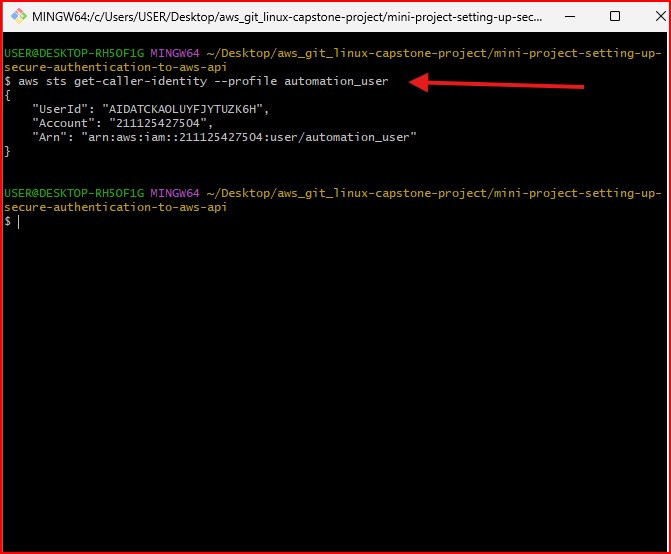 MINGW64:/c/Users/USER/Desktop/aws_git_linux-capstone-project/mini-project-setting-up-sec...
USER@DESKTOP-RH5OF1G MINGW64 ~/Desktop/aws_git_linux-capstone-project/mini-project-setting-up-
secure-authentication-to-aws-api
$ aws sts get-caller-identity --profile automation_user
{
    "UserId": "AIDATCKAOLUYFJYTUZK6H",
    "Account": "211125427504",
    "Arn": "arn:aws:iam::211125427504:user/automation_user"
}
USER@DESKTOP-RH5OF1G MINGW64 ~/Desktop/aws_git_linux-capstone-project/mini-project-setting-up-
secure-authentication-to-aws-api
$